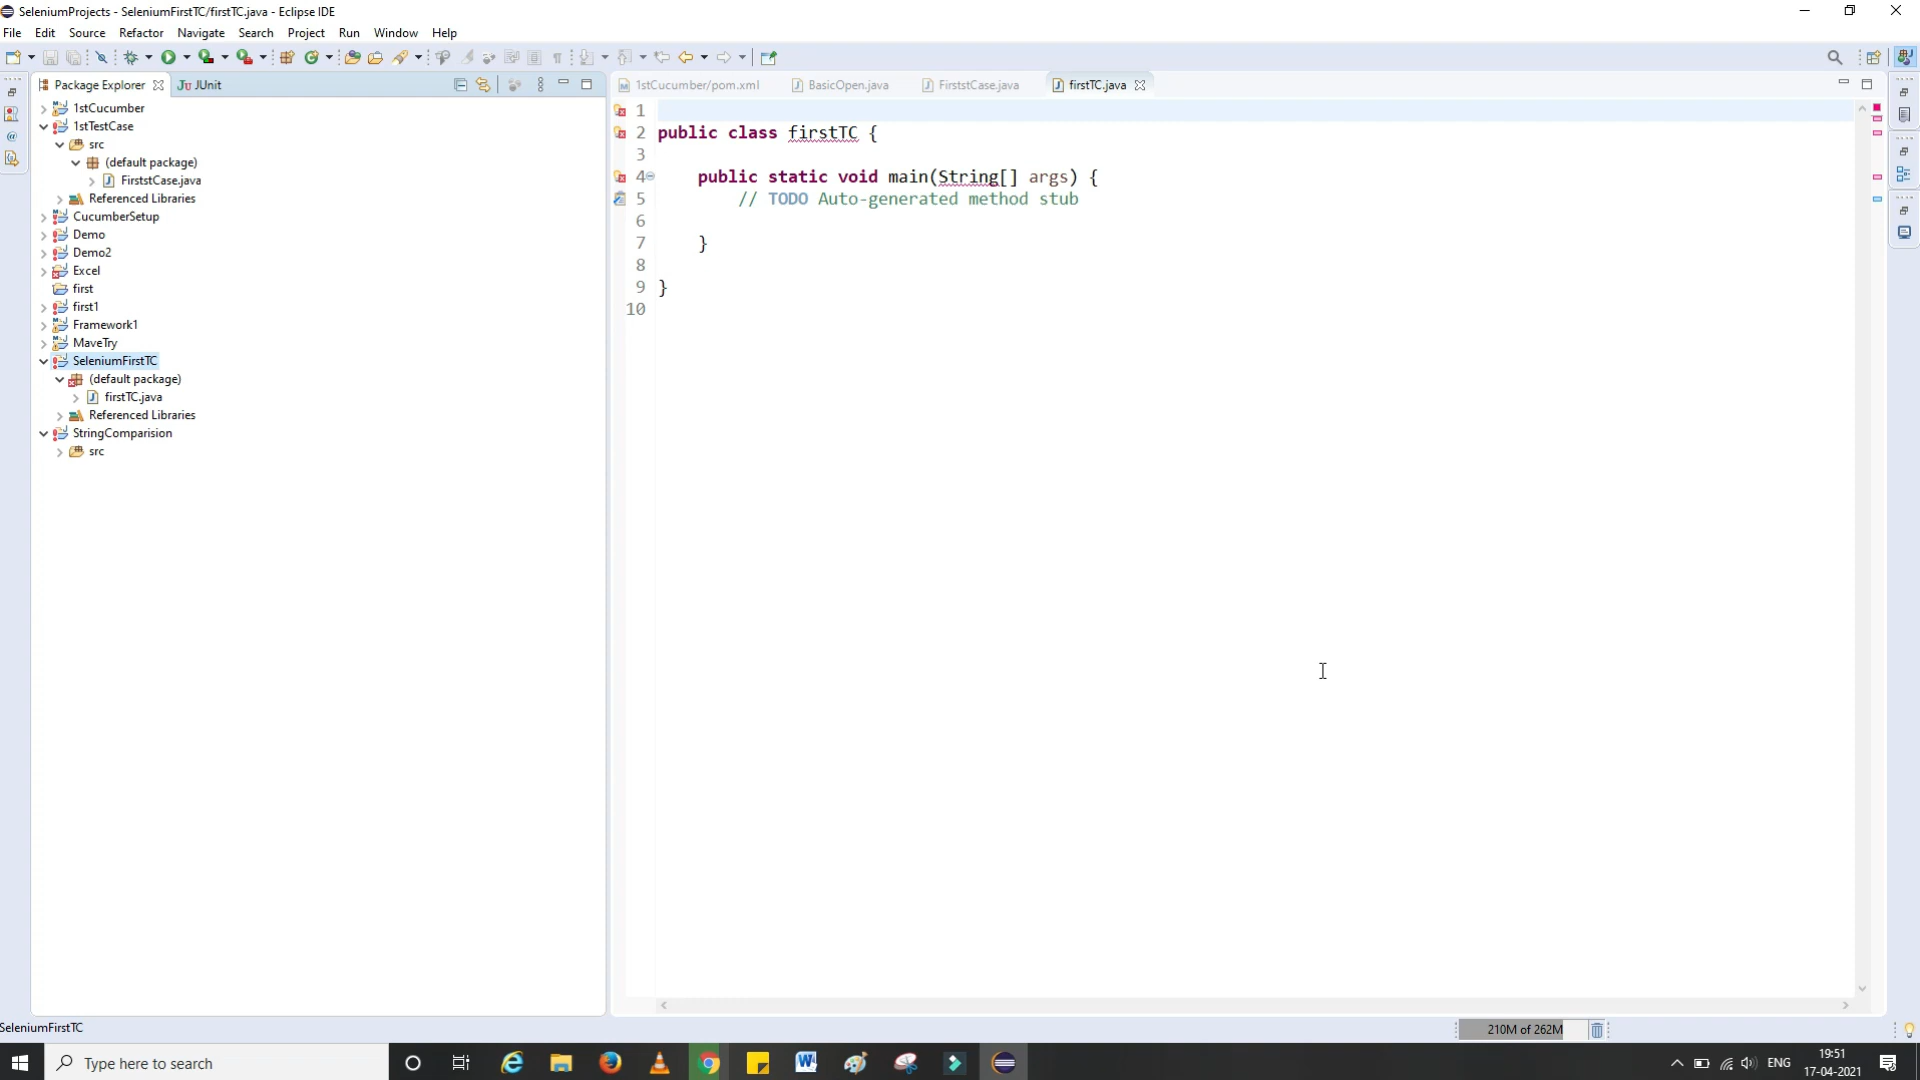 SeleniumProjects - SeleniumFirstTC/firstTC.java - Eclipse IDE
File Edit Source Refactor Navigate Search Project Run Window Help
Package Explorer
JUnit
1stCucumber/pom.xml
BasicOpen.java
FirststCase.java
firstTC.java
1stCucumber
1stTestCase
src
(default package)
FirststCase.java
Referenced Libraries
CucumberSetup
Demo
Demo2
Excel
first
first1
Framework1
MaveTry
SeleniumFirstTC
(default package)
firstTC.java
Referenced Libraries
StringComparision
src
1
2 public class firstTC {
3
4 public static void main(String[] args) {
5 // TODO Auto-generated method stub
6
7 }
8
9 }
10
SeleniumFirstTC
210M of 262M
Type here to search
ENG
19:51
17-04-2021